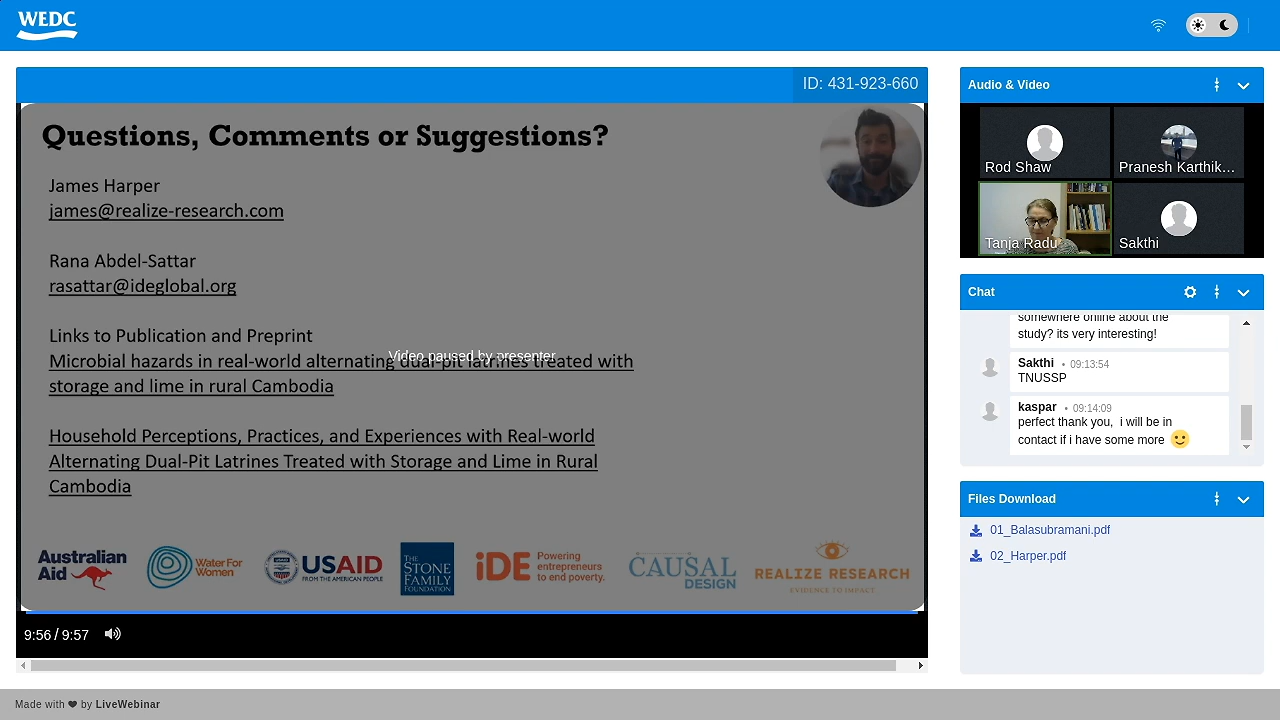 WEDC
ID: 431-923-660
Questions, Comments or Suggestions?
James Harper
james@realize-research.com
Rana Abdel-Sattar
rasattar@ideglobal.org
Links to Publication and Preprint
Video paused by presenter
Microbial hazards in real-world alternating dual-pit latrines treated with
storage and lime in rural Cambodia
Household Perceptions, Practices, and Experiences with Real-world
Alternating Dual-Pit Latrines Treated with Storage and Lime in Rural
Cambodia
Australian
Aid
Water For
Women
USAID
FROM THE AMERICAN PEOPLE
THE
STONE
FAMILY
FOUNDATION
iDE
Powering
entrepreneurs
to end poverty.
CAUSAL
DESIGN
REALIZE RESEARCH
EVIDENCE TO IMPACT
9:56 / 9:57
Audio & Video
Rod Shaw
Pranesh Karthik...
Tanja Radu
Sakthi
Chat
somewhere online about the
study? its very interesting!
Sakthi • 09:13:54
TNUSSP
kaspar • 09:14:09
perfect thank you, i will be in
contact if i have some more
Files Download
01_Balasubramani.pdf
02_Harper.pdf
Made with ❤ by LiveWebinar